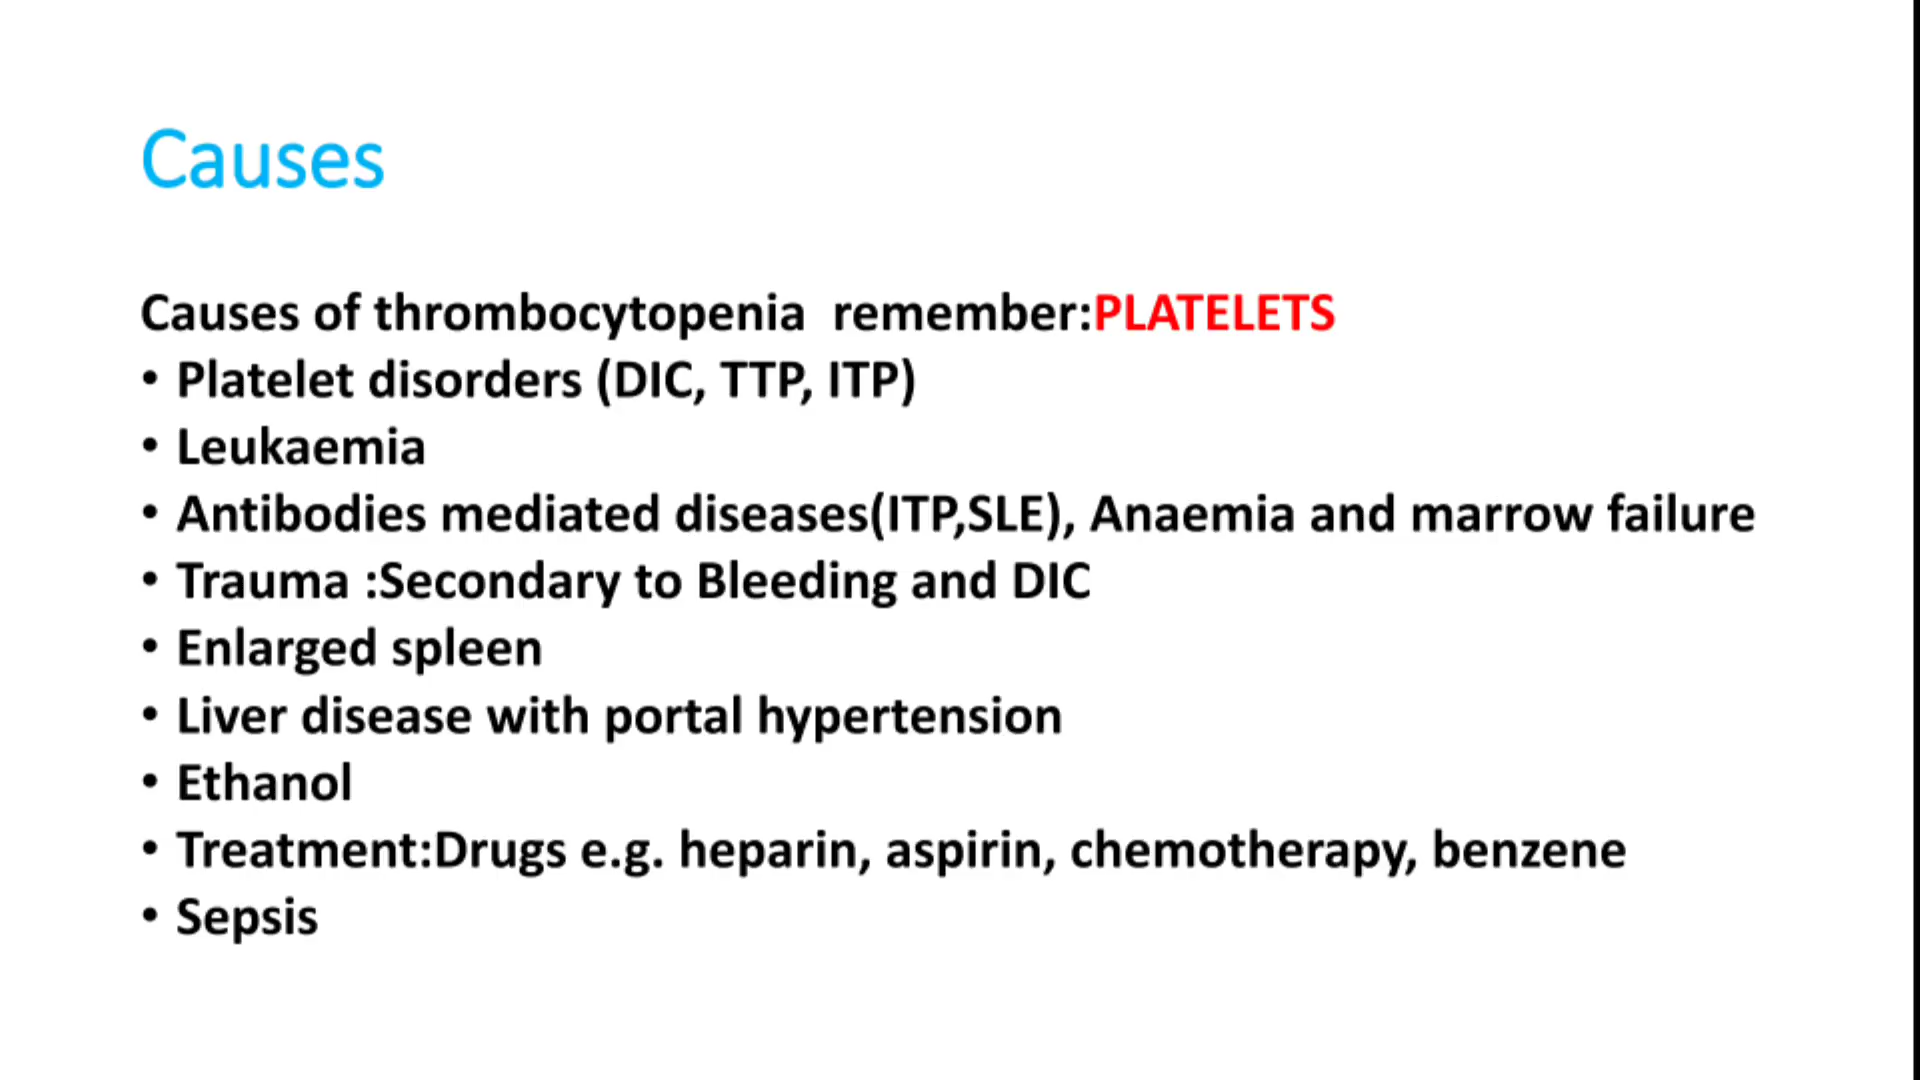 Causes
Causes of thrombocytopenia  remember:PLATELETS
• Platelet disorders (DIC, TTP, ITP)
• Leukaemia
• Antibodies mediated diseases(ITP,SLE), Anaemia and marrow failure
• Trauma :Secondary to Bleeding and DIC
• Enlarged spleen
• Liver disease with portal hypertension
• Ethanol
• Treatment:Drugs e.g. heparin, aspirin, chemotherapy, benzene
• Sepsis